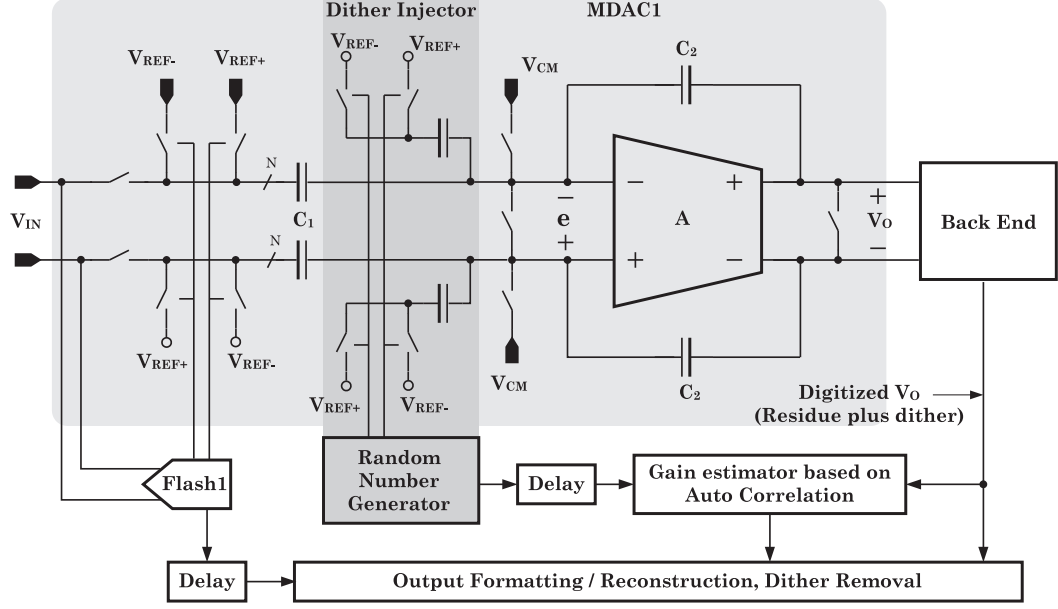 Dither Injector
MDAC1
VREF-
VREF+
C2
VREF-
VREF+
VCM
N
C1
−
+
−
e
+
A
+
VIN
VO
−
Back End
N
+
−
VREF+
VREF-
VREF+
VREF-
VCM
C2
Digitized VO
(Residue plus dither)
Flash1
Random
Number
Generator
Delay
Gain estimator based on
Auto Correlation
Delay
Output Formatting / Reconstruction, Dither Removal